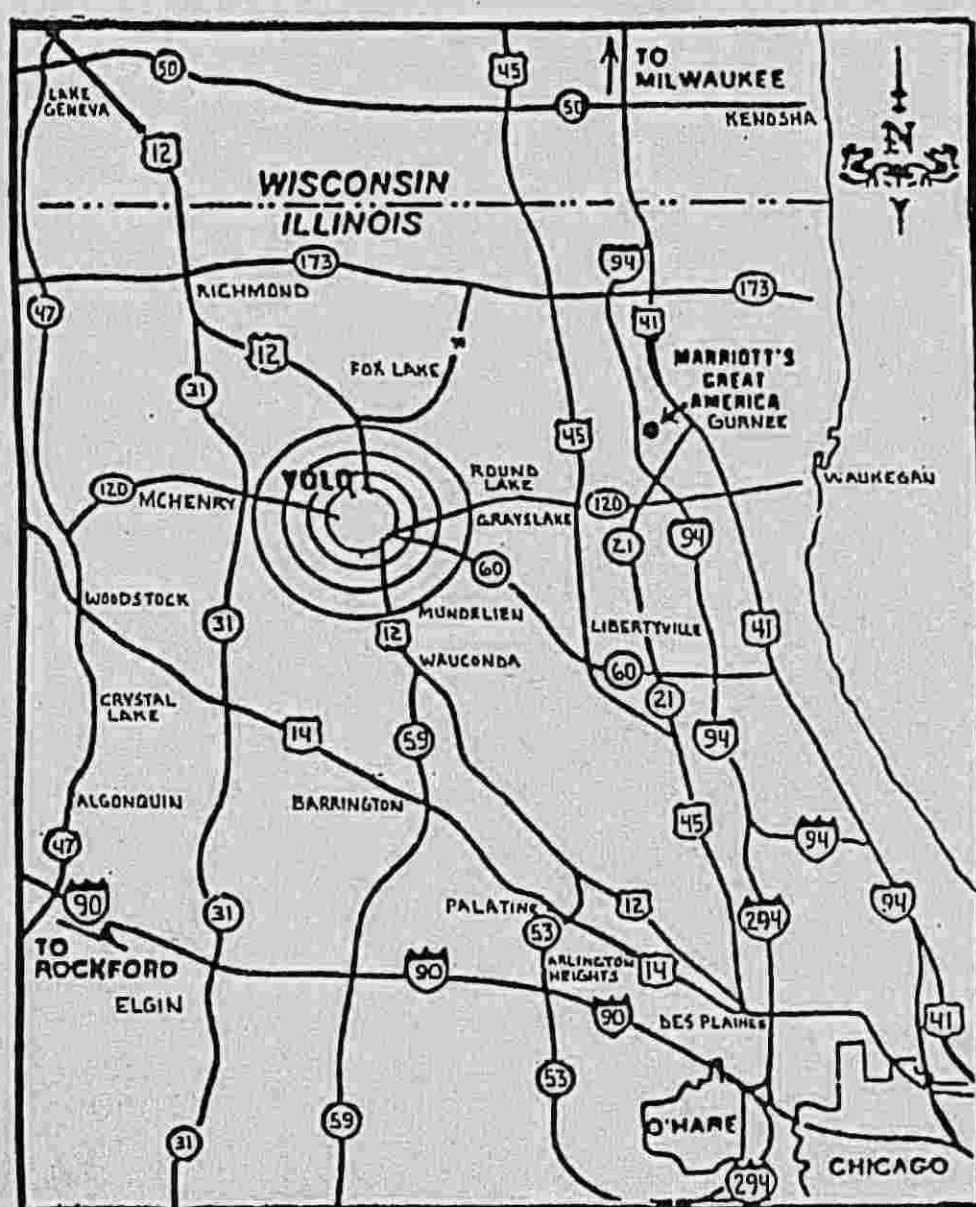 45
TO
MILWAUKEE
50
LAKE
GENEVA
50
KENOSHA
N
12
WISCONSIN
ILLINOIS
173
94
173
RICHMOND
47
41
12
MARRIOTT'S
GREAT
AMERICA
GURNEE
FOX LAKE
31
45
VOLO
ROUND
LAKE
WAUKEGAN
120
MCHENRY
120
GRAYSLAKE
94
21
60
WOODSTOCK
MUNDELIEN
31
12
LIBERTYVILLE
41
WAUCONDA
60
CRYSTAL
LAKE
21
14
59
94
ALGONQUIN
BARRINGTON
45
47
94
90
31
PALATINE
12
294
94
53
TO
ROCKFORD
90
ARLINGTON
HEIGHTS
14
ELGIN
90
DES PLAINES
41
53
59
O'HARE
31
CHICAGO
294